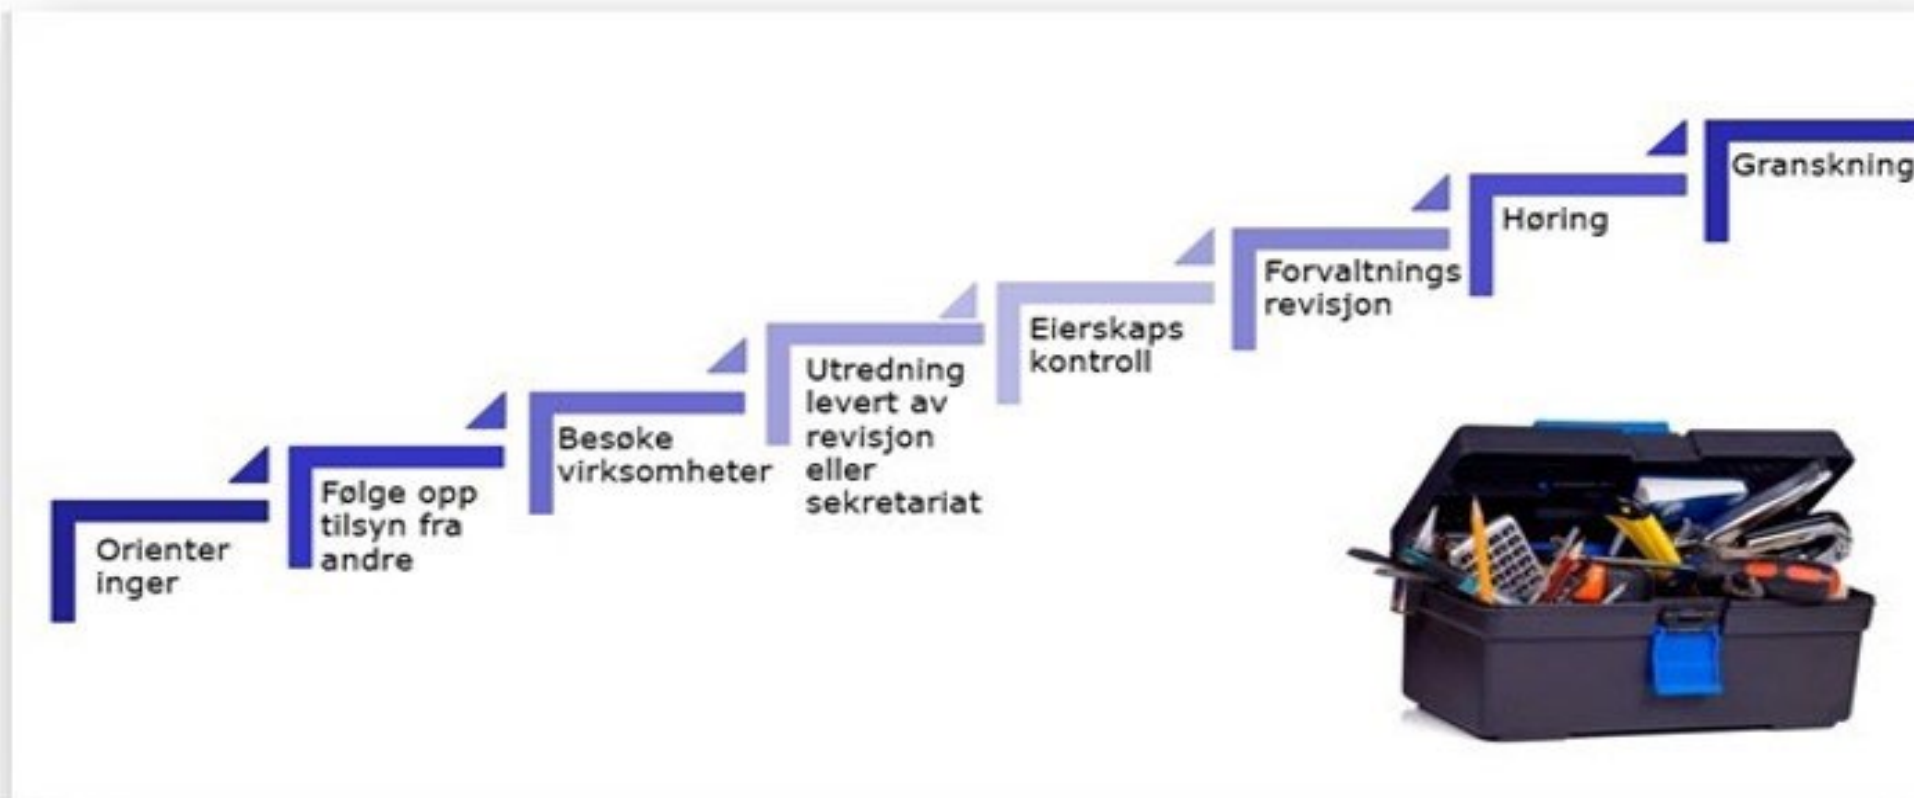 Orienter
inger
Følge opp
tilsyn fra
andre
Besøke
virksomheter
Utredning
levert av
revisjon
eller
sekretariat
Eierskaps
kontroll
Forvaltnings
revisjon
Høring
Granskning